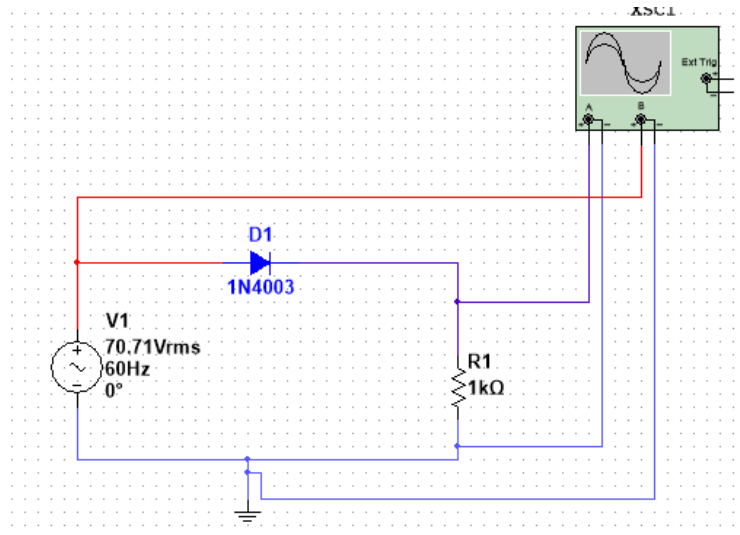 XSC1
Ext Trig
+
−
A
B
+ − + −
D1
1N4003
V1
70.71Vrms
60Hz
0°
+
−
R1
1kΩ